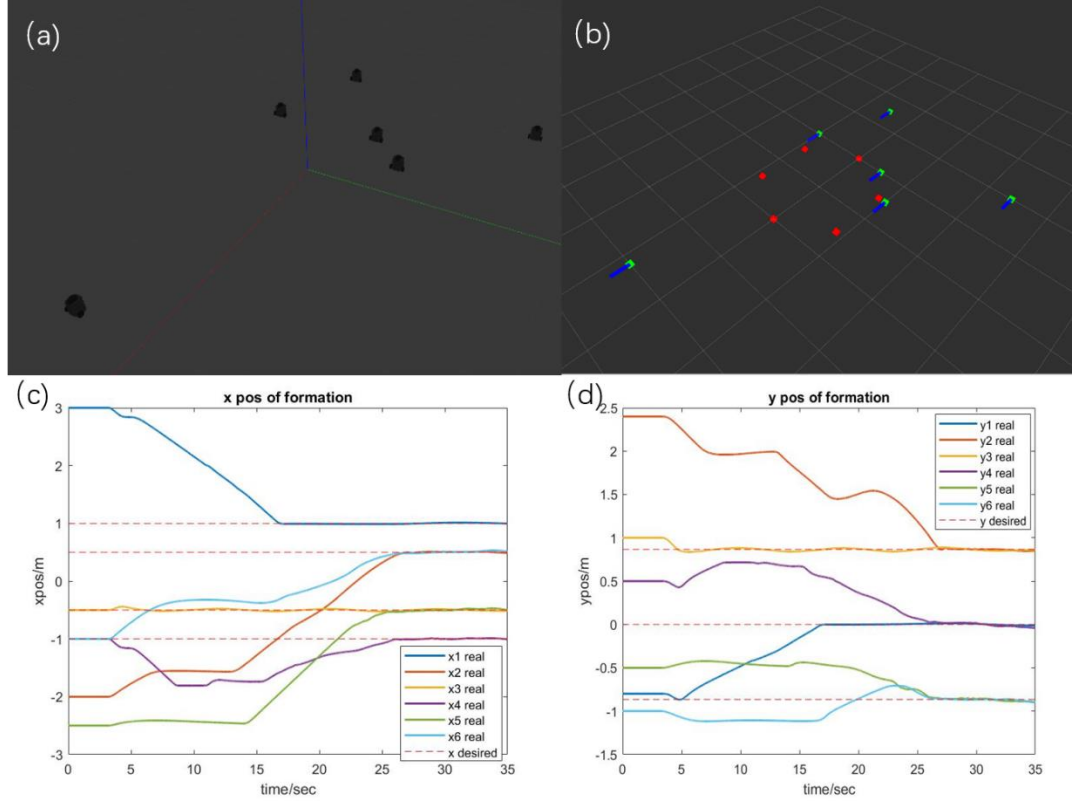 (a)
(b)
(c)
x pos of formation
xpos/m
3
2
1
0
-1
-2
-3
0 5 10 15 20 25 30 35
time/sec
x1 real
x2 real
x3 real
x4 real
x5 real
x6 real
x desired
(d)
y pos of formation
ypos/m
2.5
2
1.5
1
0.5
0
-0.5
-1
-1.5
0 5 10 15 20 25 30 35
time/sec
y1 real
y2 real
y3 real
y4 real
y5 real
y6 real
y desired